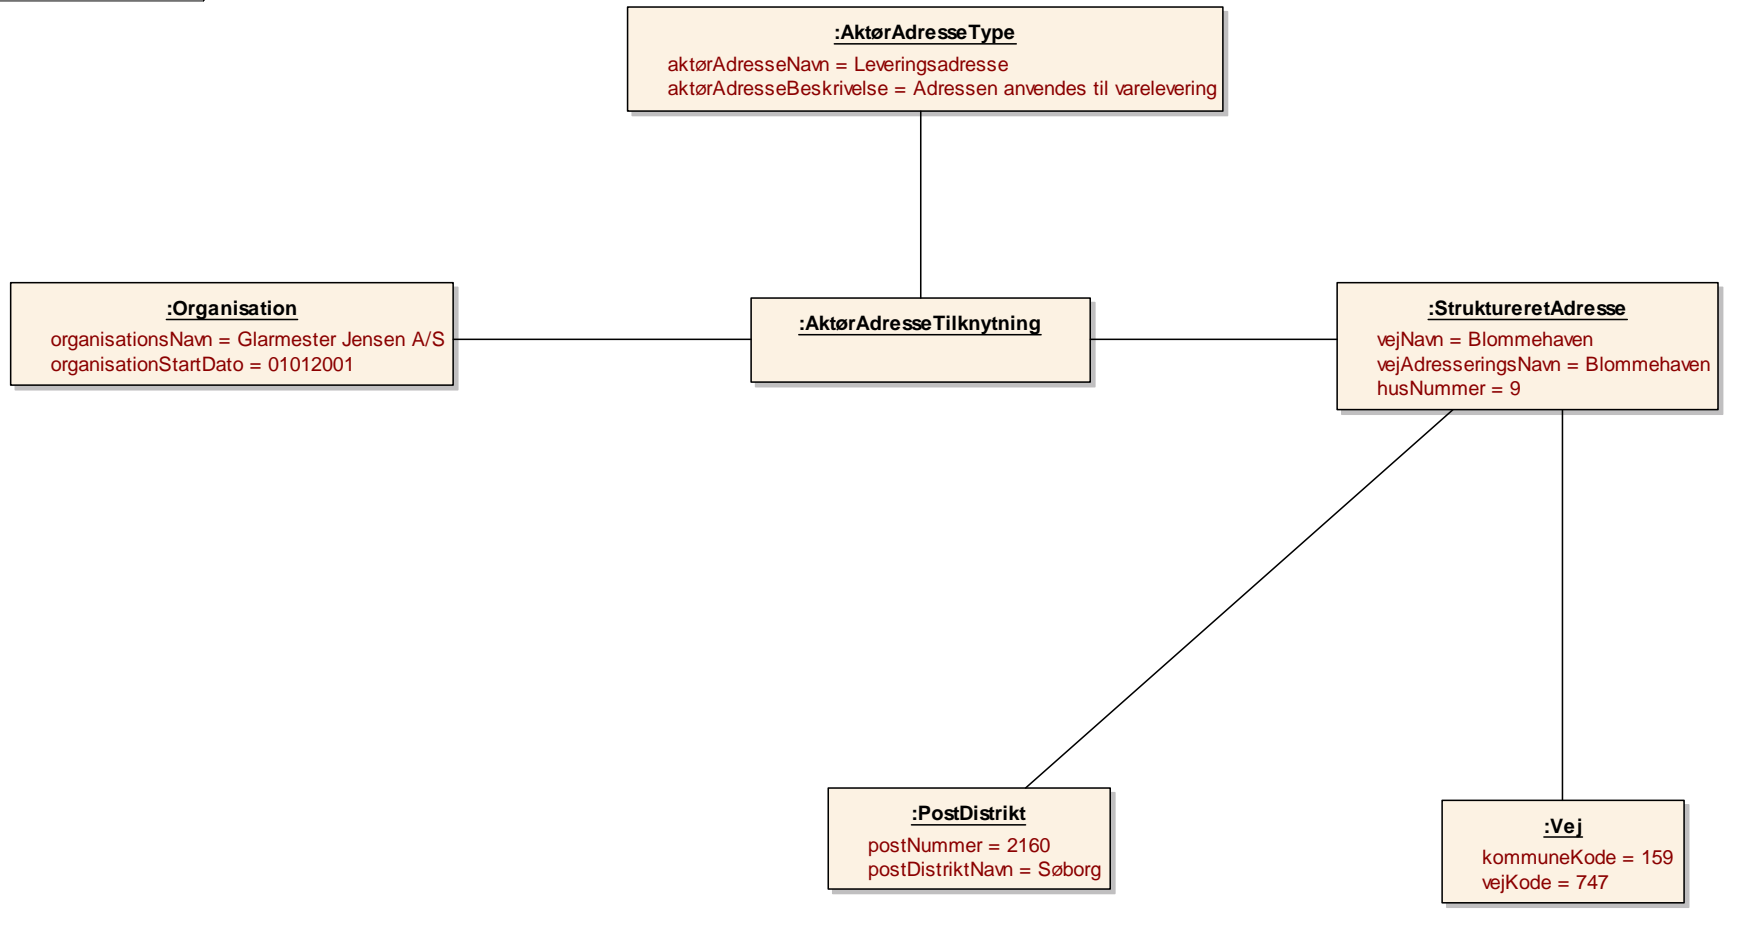 :AktørAdresseType
aktørAdresseNavn = Leveringsadresse
aktørAdresseBeskrivelse = Adressen anvendes til varelevering
:Organisation
organisationsNavn = Glarmester Jensen A/S
organisationStartDato = 01012001
:AktørAdresseTilknytning
:StruktureretAdresse
vejNavn = Blommehaven
vejAdresseringsNavn = Blommehaven
husNummer = 9
:PostDistrikt
postNummer = 2160
postDistriktNavn = Søborg
:Vej
kommuneKode = 159
vejKode = 747